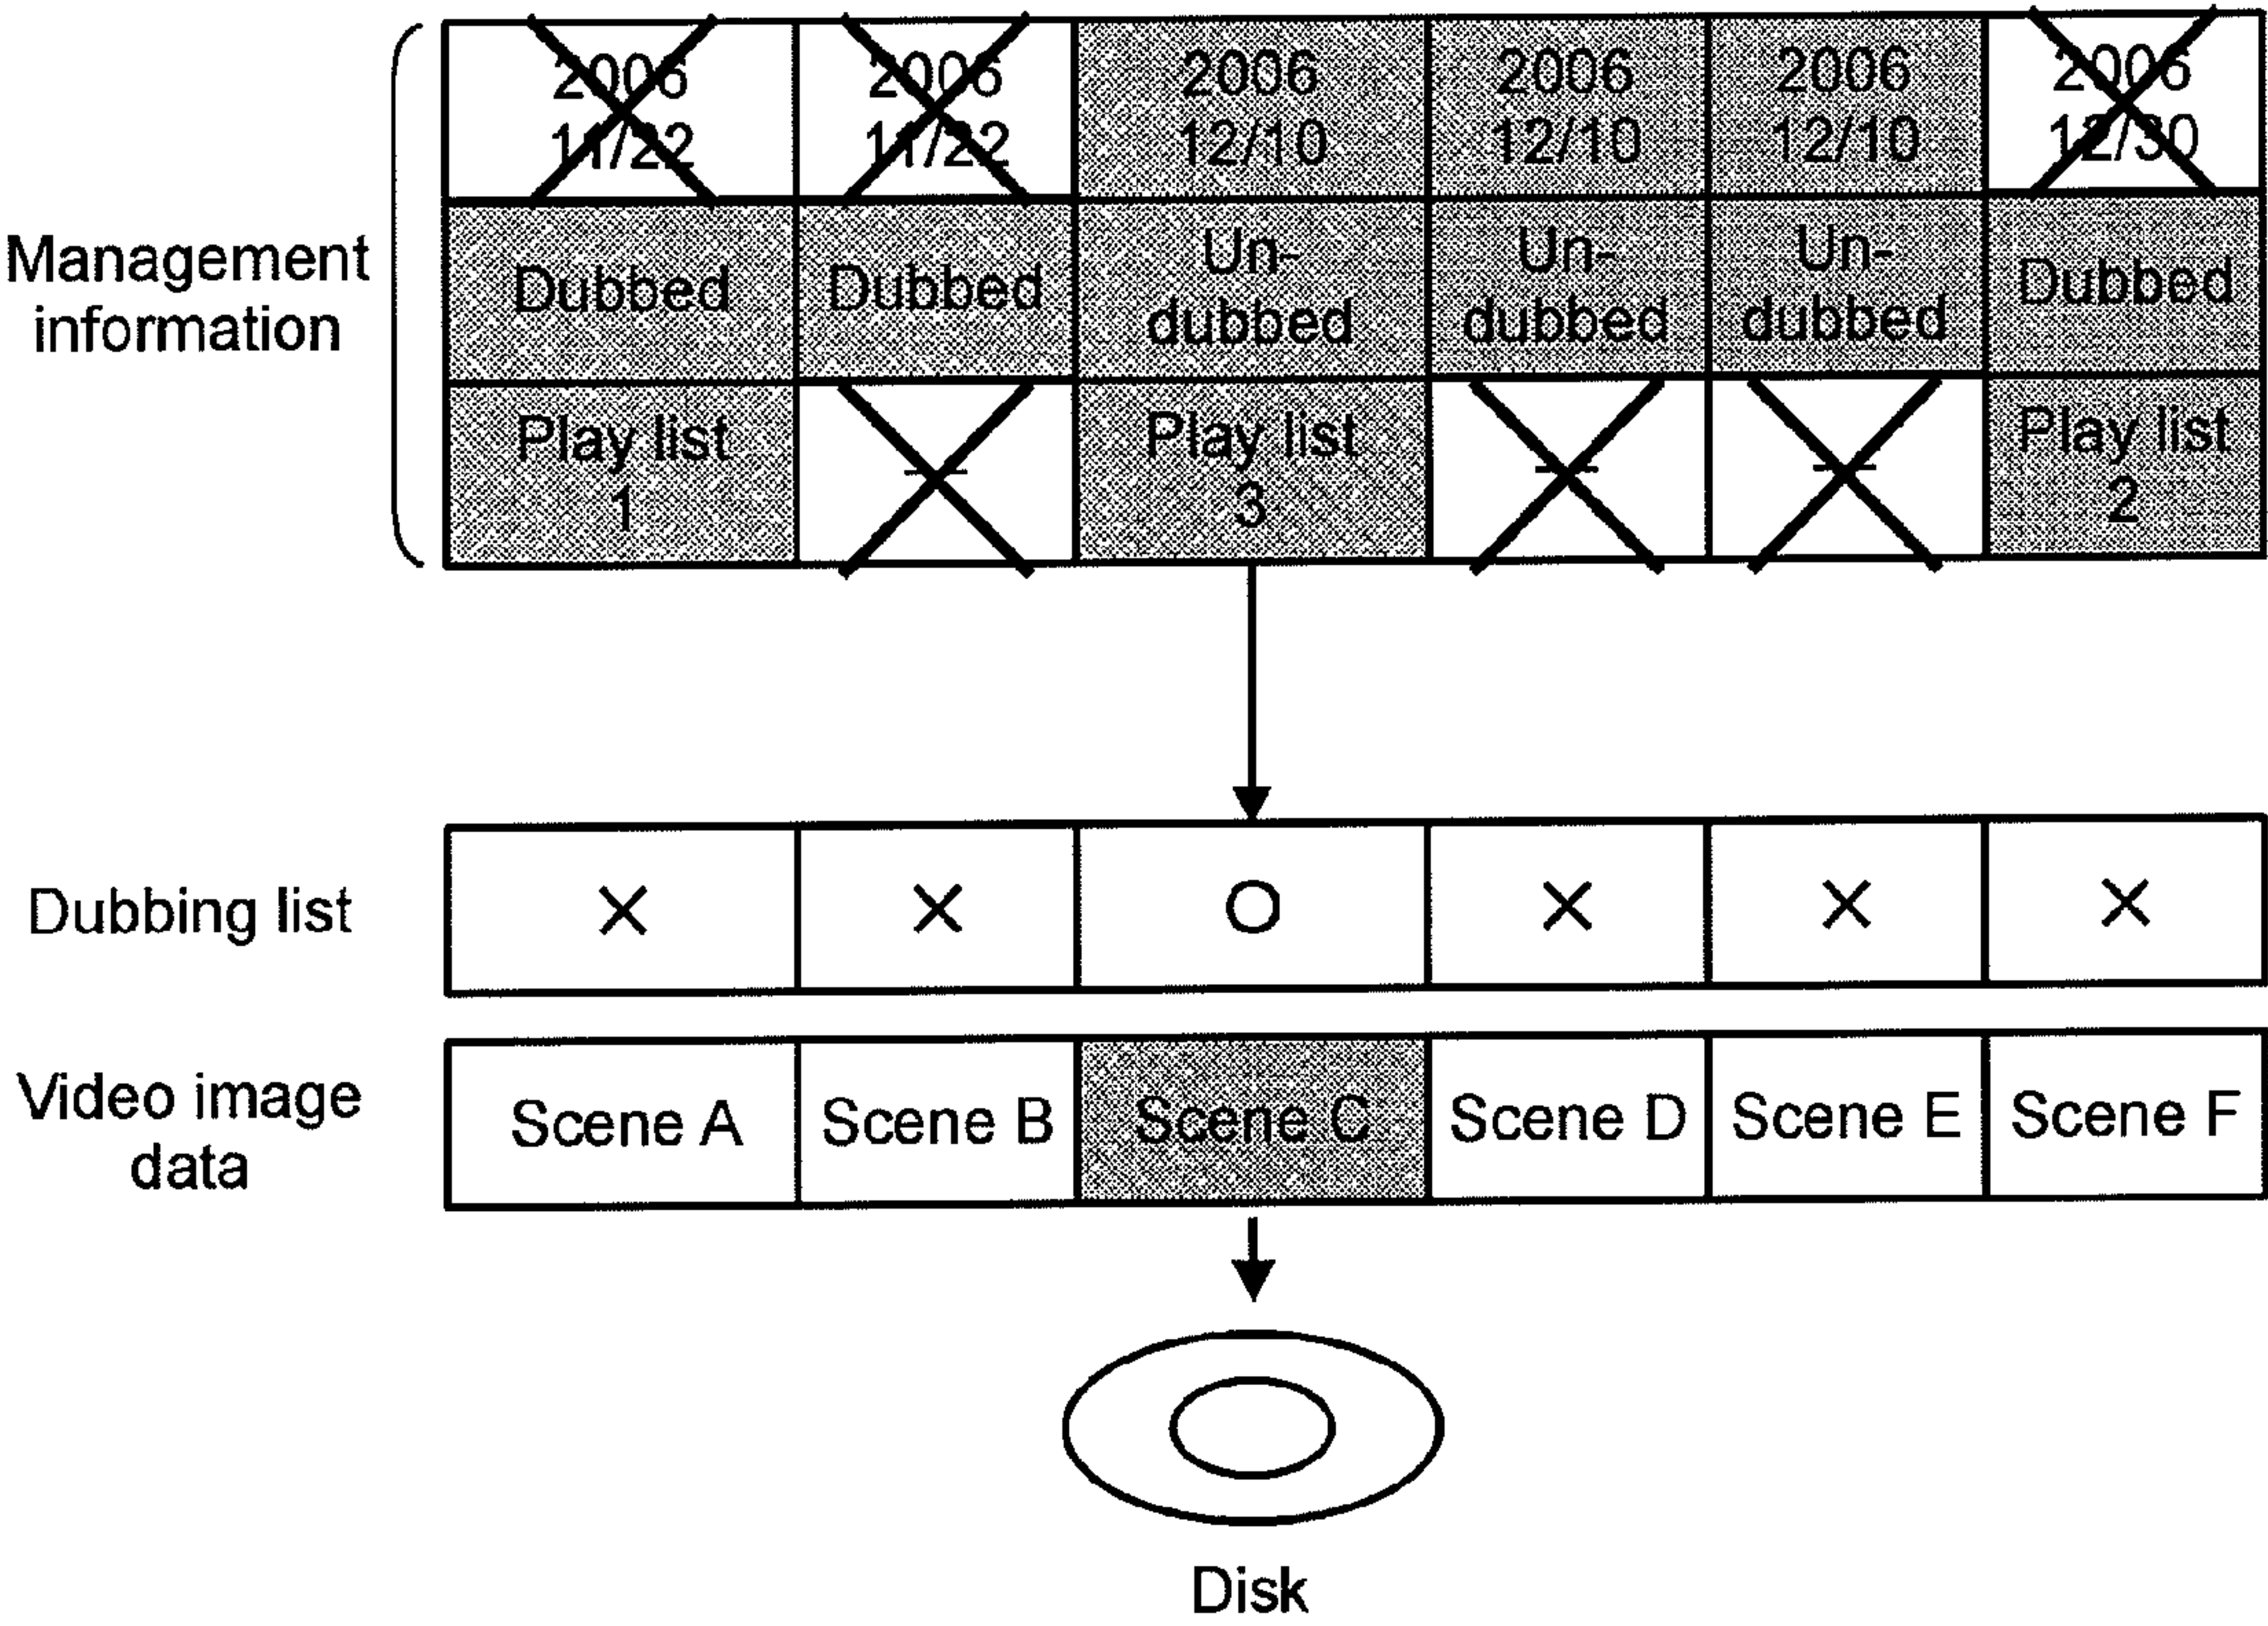 2006 2006 2006 2006 2006 2006
11/22 11/22 12/10 12/10 12/10 12/30
Management
information
Dubbed Dubbed Un- Un- Un- Dubbed
dubbed dubbed dubbed
Play list – Play list – – Play list
1 3 2
Dubbing list × × ○ × × ×
Video image
data
Scene A Scene B Scene C Scene D Scene E Scene F
Disk